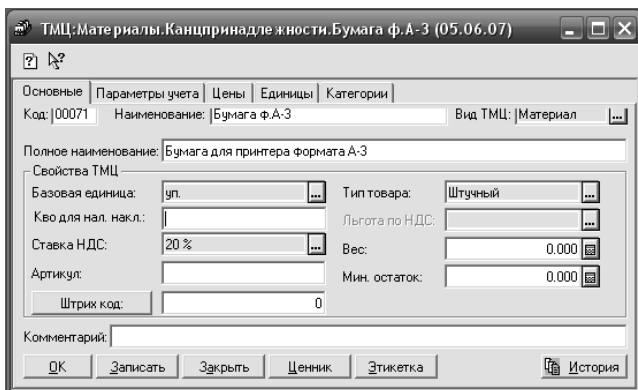 ТМЦ:Материалы.Канцпринадлежности.Бумага ф.А-3 (05.06.07)
Основные Параметры учета Цены Единицы Категории
Код: 00071 Наименование: Бумага ф.А-3 Вид ТМЦ: Материал ...
Полное наименование: Бумага для принтера формата А-3
Свойства ТМЦ
Базовая единица: уп. ... Тип товара: Штучный ...
Кво для нал. накл.: Льгота по НДС: ...
Ставка НДС: 20 % ... Вес: 0.000
Артикул: Мин. остаток: 0.000
Штрих код: 0
Комментарий:
OK Записать Закрыть Ценник Этикетка История